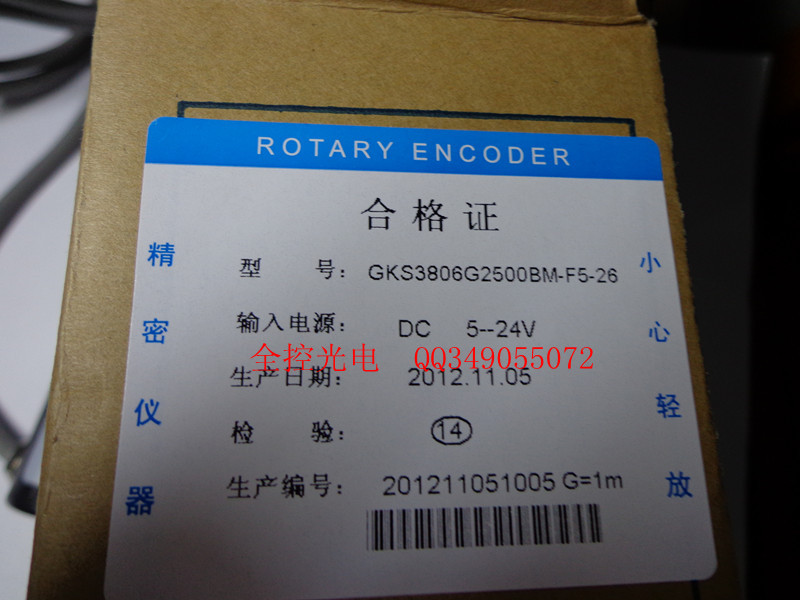 ROTARY ENCODER
合格证
型 号： GKS3806G2500BM-F5-26
输入电源： DC 5--24V
全控光电 QQ349055072
生产日期： 2012.11.05
检 验： 14
生产编号： 201211051005 G=1m
精密仪器
小心轻放